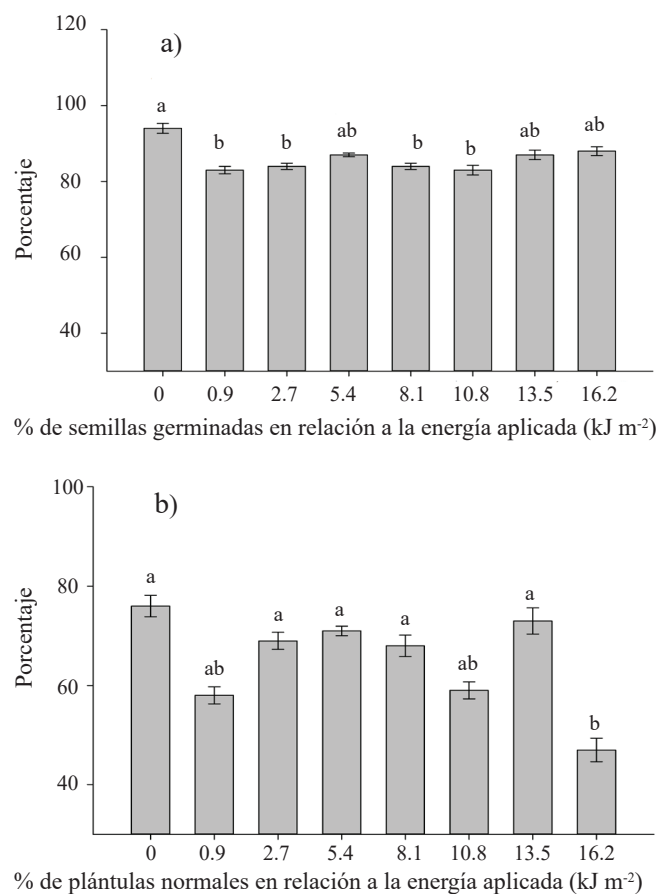 120
a)
a
b
b
ab
b
b
ab
ab
100
80
60
40
Porcentaje
0 0.9 2.7 5.4 8.1 10.8 13.5 16.2
% de semillas germinadas en relación a la energía aplicada (kJ m-2)
100
b)
a
ab
a
a
a
ab
a
b
80
60
40
Porcentaje
0 0.9 2.7 5.4 8.1 10.8 13.5 16.2
% de plántulas normales en relación a la energía aplicada (kJ m-2)